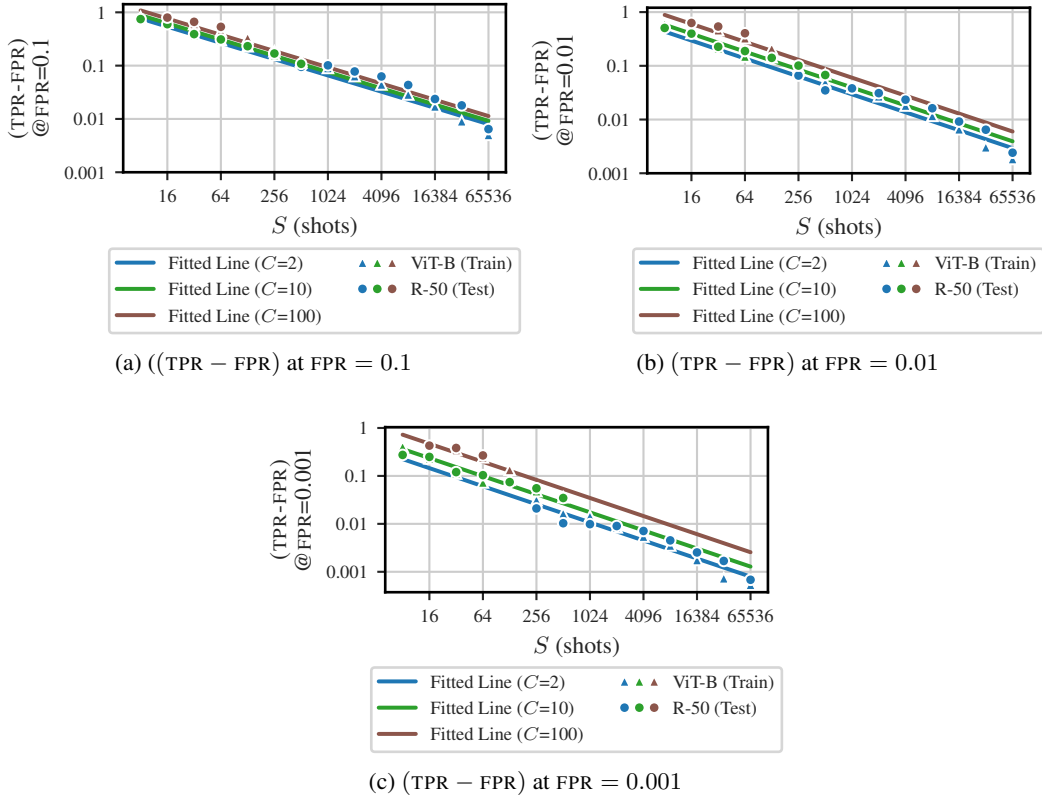 (TPR-FPR)
@FPR=0.1
1
0.1
0.01
0.001
16
64
256
1024
4096
16384
65536
S (shots)
Fitted Line (C=2)
Fitted Line (C=10)
Fitted Line (C=100)
ViT-B (Train)
R-50 (Test)
(a) ((TPR − FPR) at FPR = 0.1
(TPR-FPR)
@FPR=0.01
1
0.1
0.01
0.001
16
64
256
1024
4096
16384
65536
S (shots)
Fitted Line (C=2)
Fitted Line (C=10)
Fitted Line (C=100)
ViT-B (Train)
R-50 (Test)
(b) (TPR − FPR) at FPR = 0.01
(TPR-FPR)
@FPR=0.001
1
0.1
0.01
0.001
16
64
256
1024
4096
16384
65536
S (shots)
Fitted Line (C=2)
Fitted Line (C=10)
Fitted Line (C=100)
ViT-B (Train)
R-50 (Test)
(c) (TPR − FPR) at FPR = 0.001